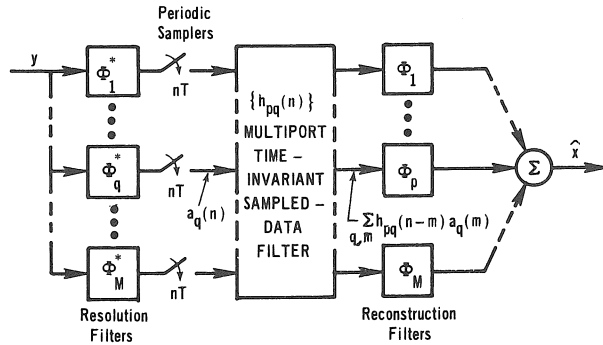 Periodic
Samplers
y
Φ*1
nT
{hpq(n)}
MULTIPORT
TIME –
INVARIANT
SAMPLED –
DATA
FILTER
Φ1
Φ*q
nT
aq(n)
Φp
Σ
x̂
Σ hpq(n-m) aq(m)
q,m
Φ*M
nT
ΦM
Resolution
Filters
Reconstruction
Filters